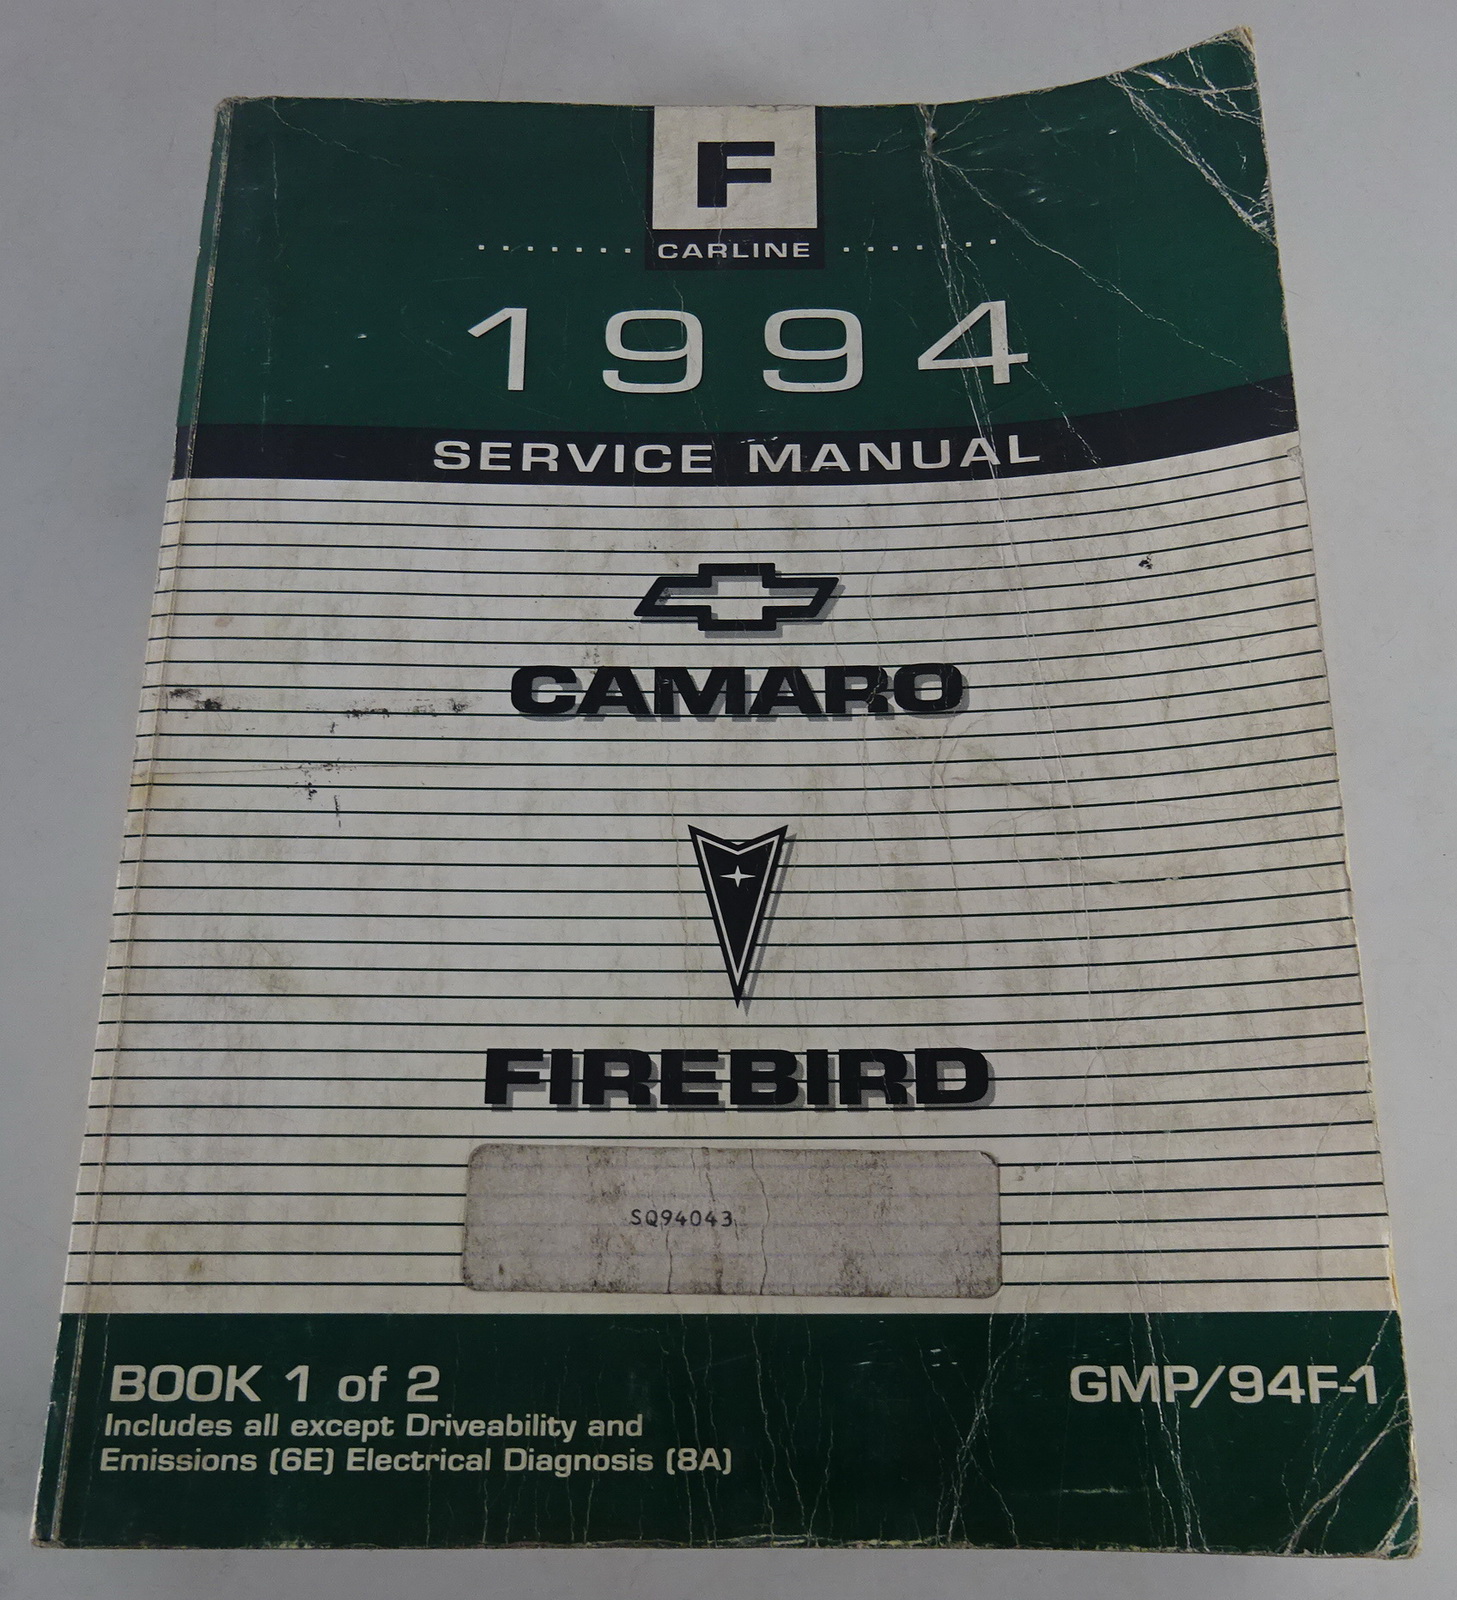 F
CARLINE
1994
SERVICE MANUAL
CAMARO
FIREBIRD
SQ94043
BOOK 1 of 2
GMP/94F-1
Includes all except Driveability and
Emissions (6E) Electrical Diagnosis (8A)